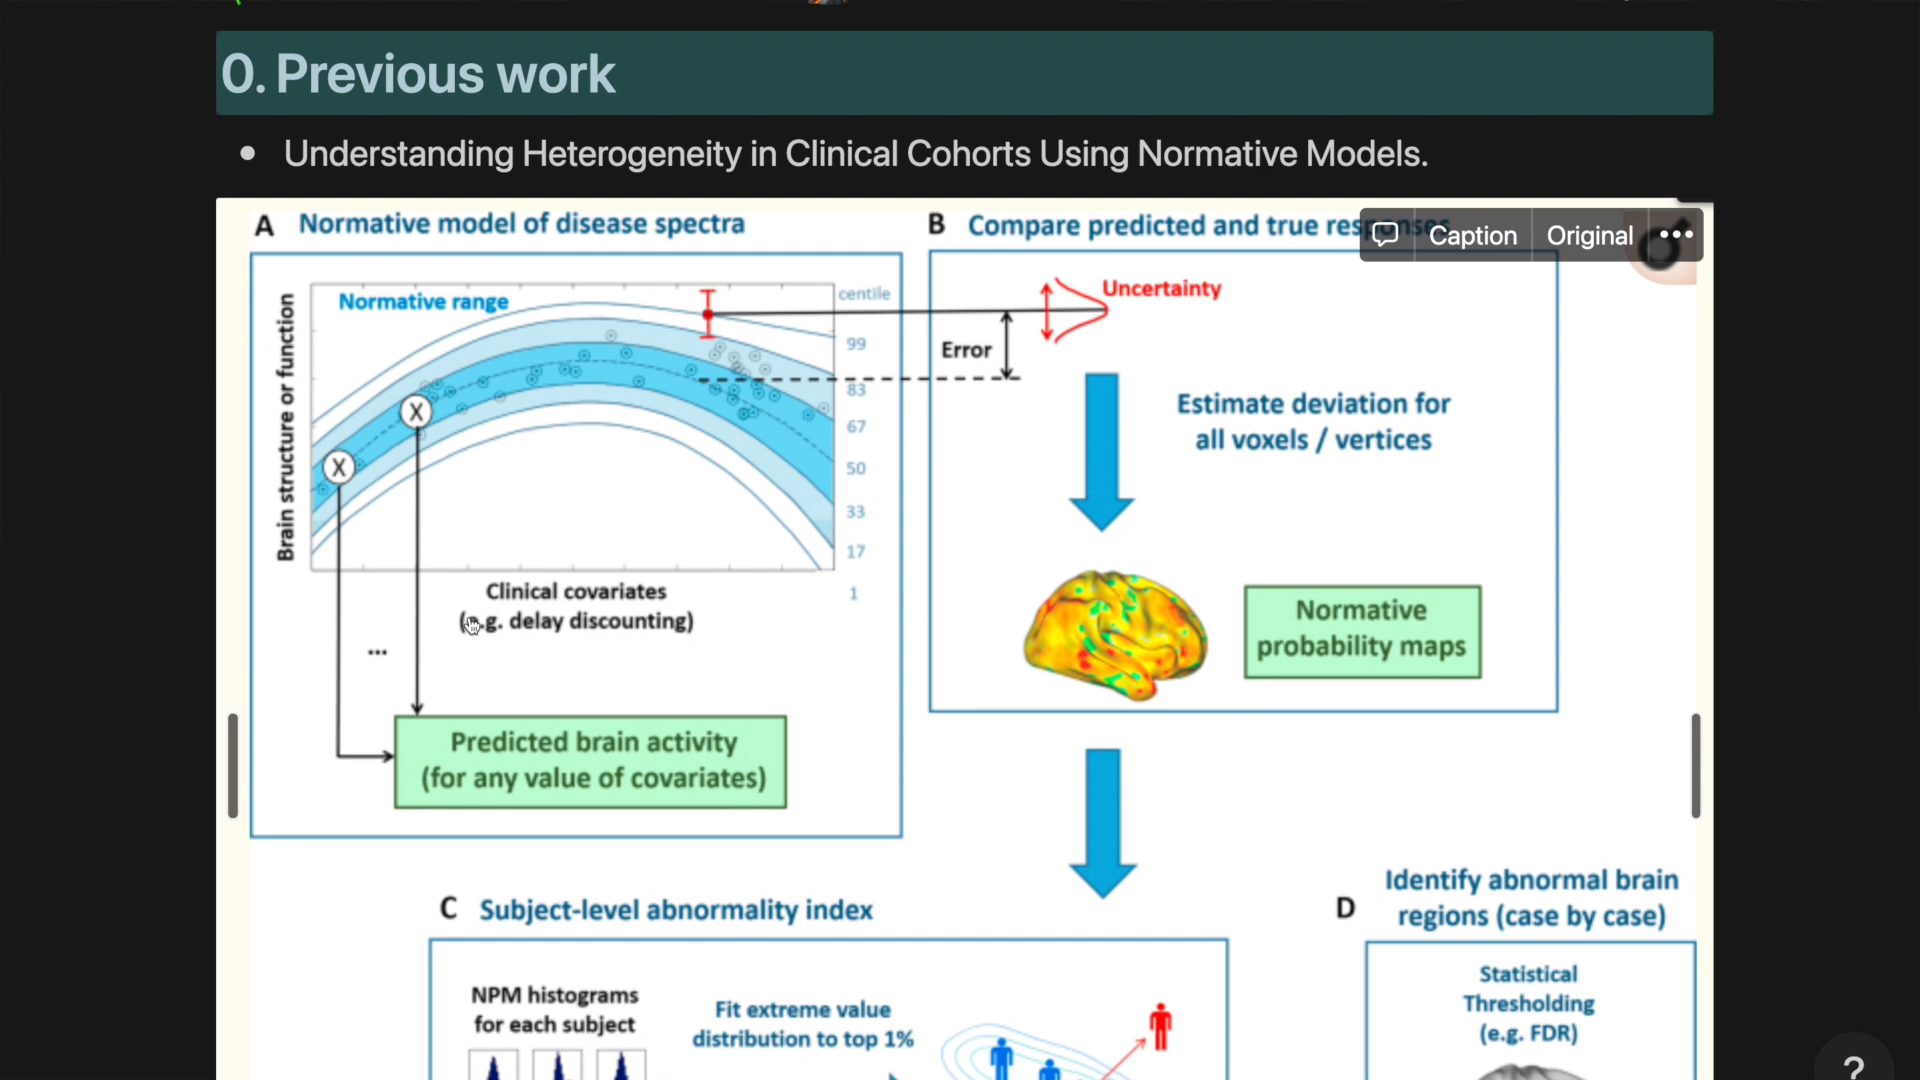 0. Previous work
Understanding Heterogeneity in Clinical Cohorts Using Normative Models.
A Normative model of disease spectra
B Compare predicted and true responses
Caption Original
Normative range
centile
Brain structure or function
99
83
67
50
33
17
1
X
X
Clinical covariates
(e.g. delay discounting)
...
Predicted brain activity
(for any value of covariates)
Uncertainty
Error
Estimate deviation for
all voxels / vertices
Normative
probability maps
C Subject-level abnormality index
NPM histograms
for each subject
Fit extreme value
distribution to top 1%
D Identify abnormal brain
regions (case by case)
Statistical
Thresholding
(e.g. FDR)
?